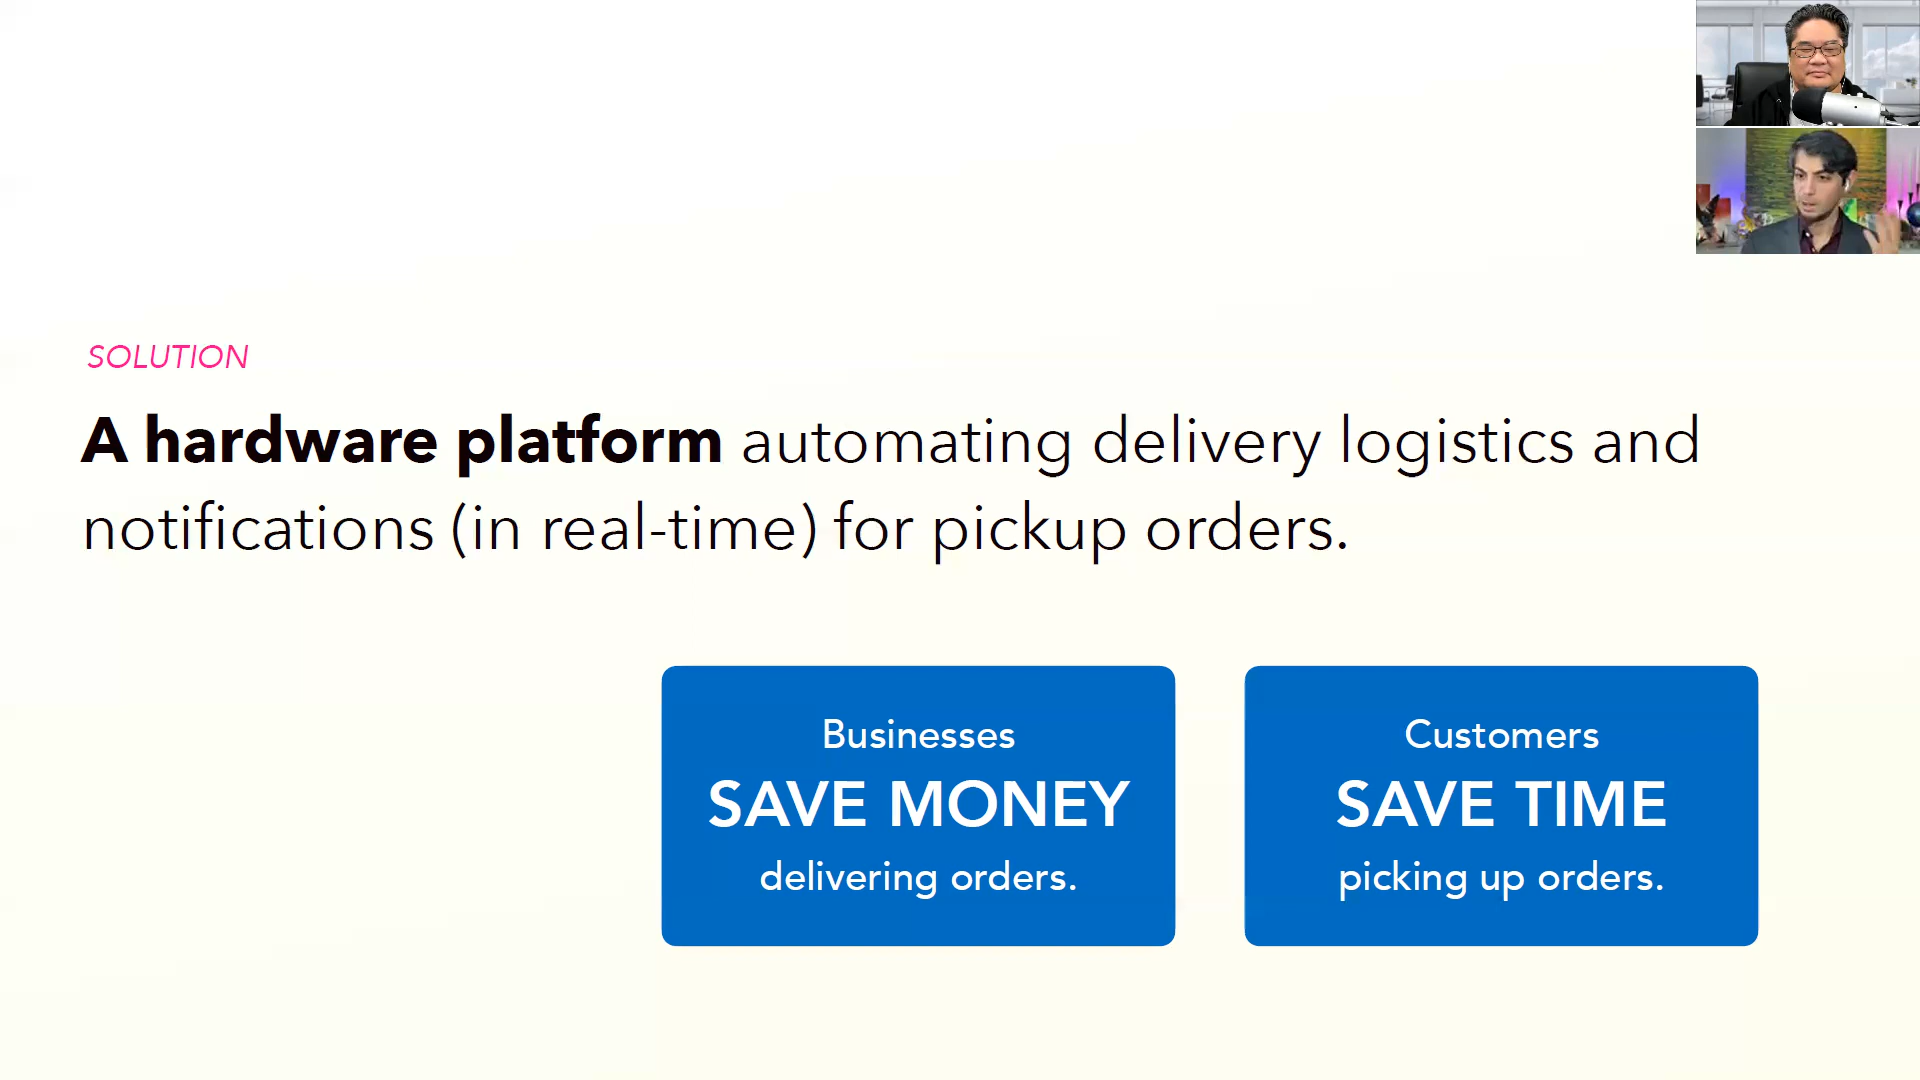 SOLUTION
A hardware platform automating delivery logistics and
notifications (in real-time) for pickup orders.
Businesses
SAVE MONEY
delivering orders.
Customers
SAVE TIME
picking up orders.